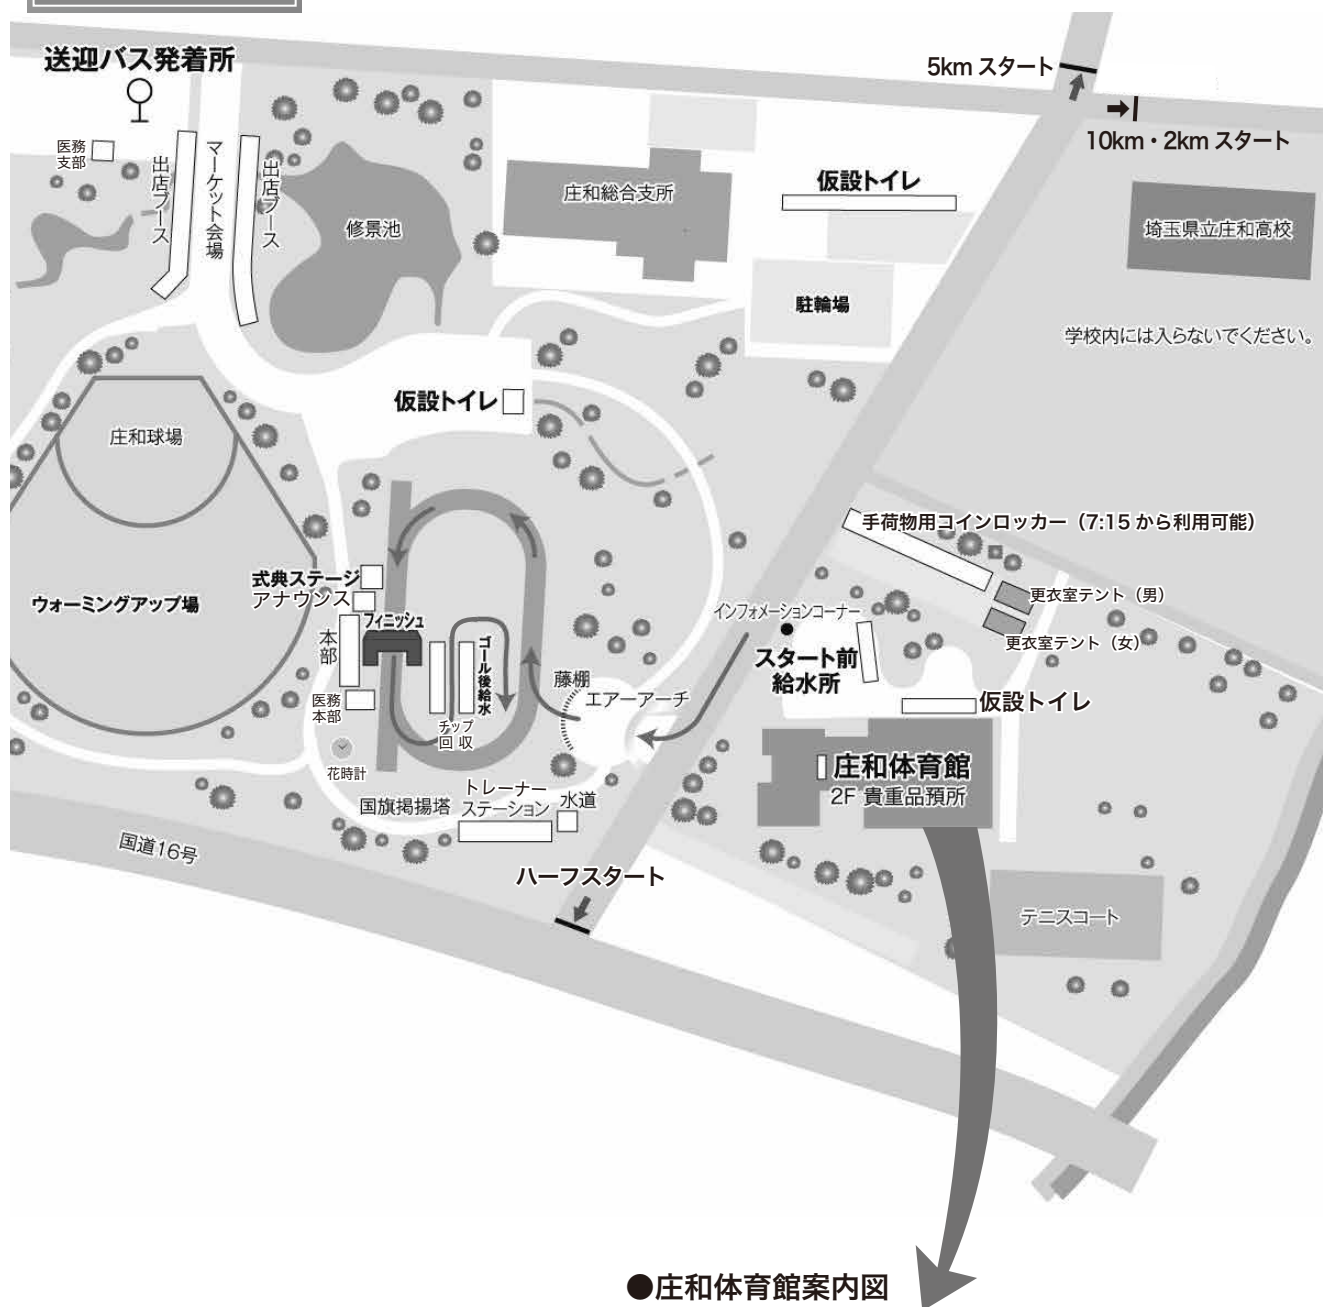 送迎バス発着所
5km スタート
10km・2km スタート
医務
支部
出店ブース
マーケット会場
出店ブース
修景池
庄和総合支所
仮設トイレ
埼玉県立庄和高校
駐輪場
学校内には入らないでください。
仮設トイレ
庄和球場
手荷物用コインロッカー（7:15 から利用可能）
式典ステージ
アナウンス
ウォーミングアップ場
フィニッシュ
本部
ゴール後給水
インフォメーションコーナー
更衣室テント（男）
更衣室テント（女）
スタート前
給水所
藤棚
エアーアーチ
仮設トイレ
医務
本部
チップ
回収
花時計
庄和体育館
2F 貴重品預所
国旗掲揚塔
トレーナー
ステーション
水道
国道16号
ハーフスタート
テニスコート
●庄和体育館案内図